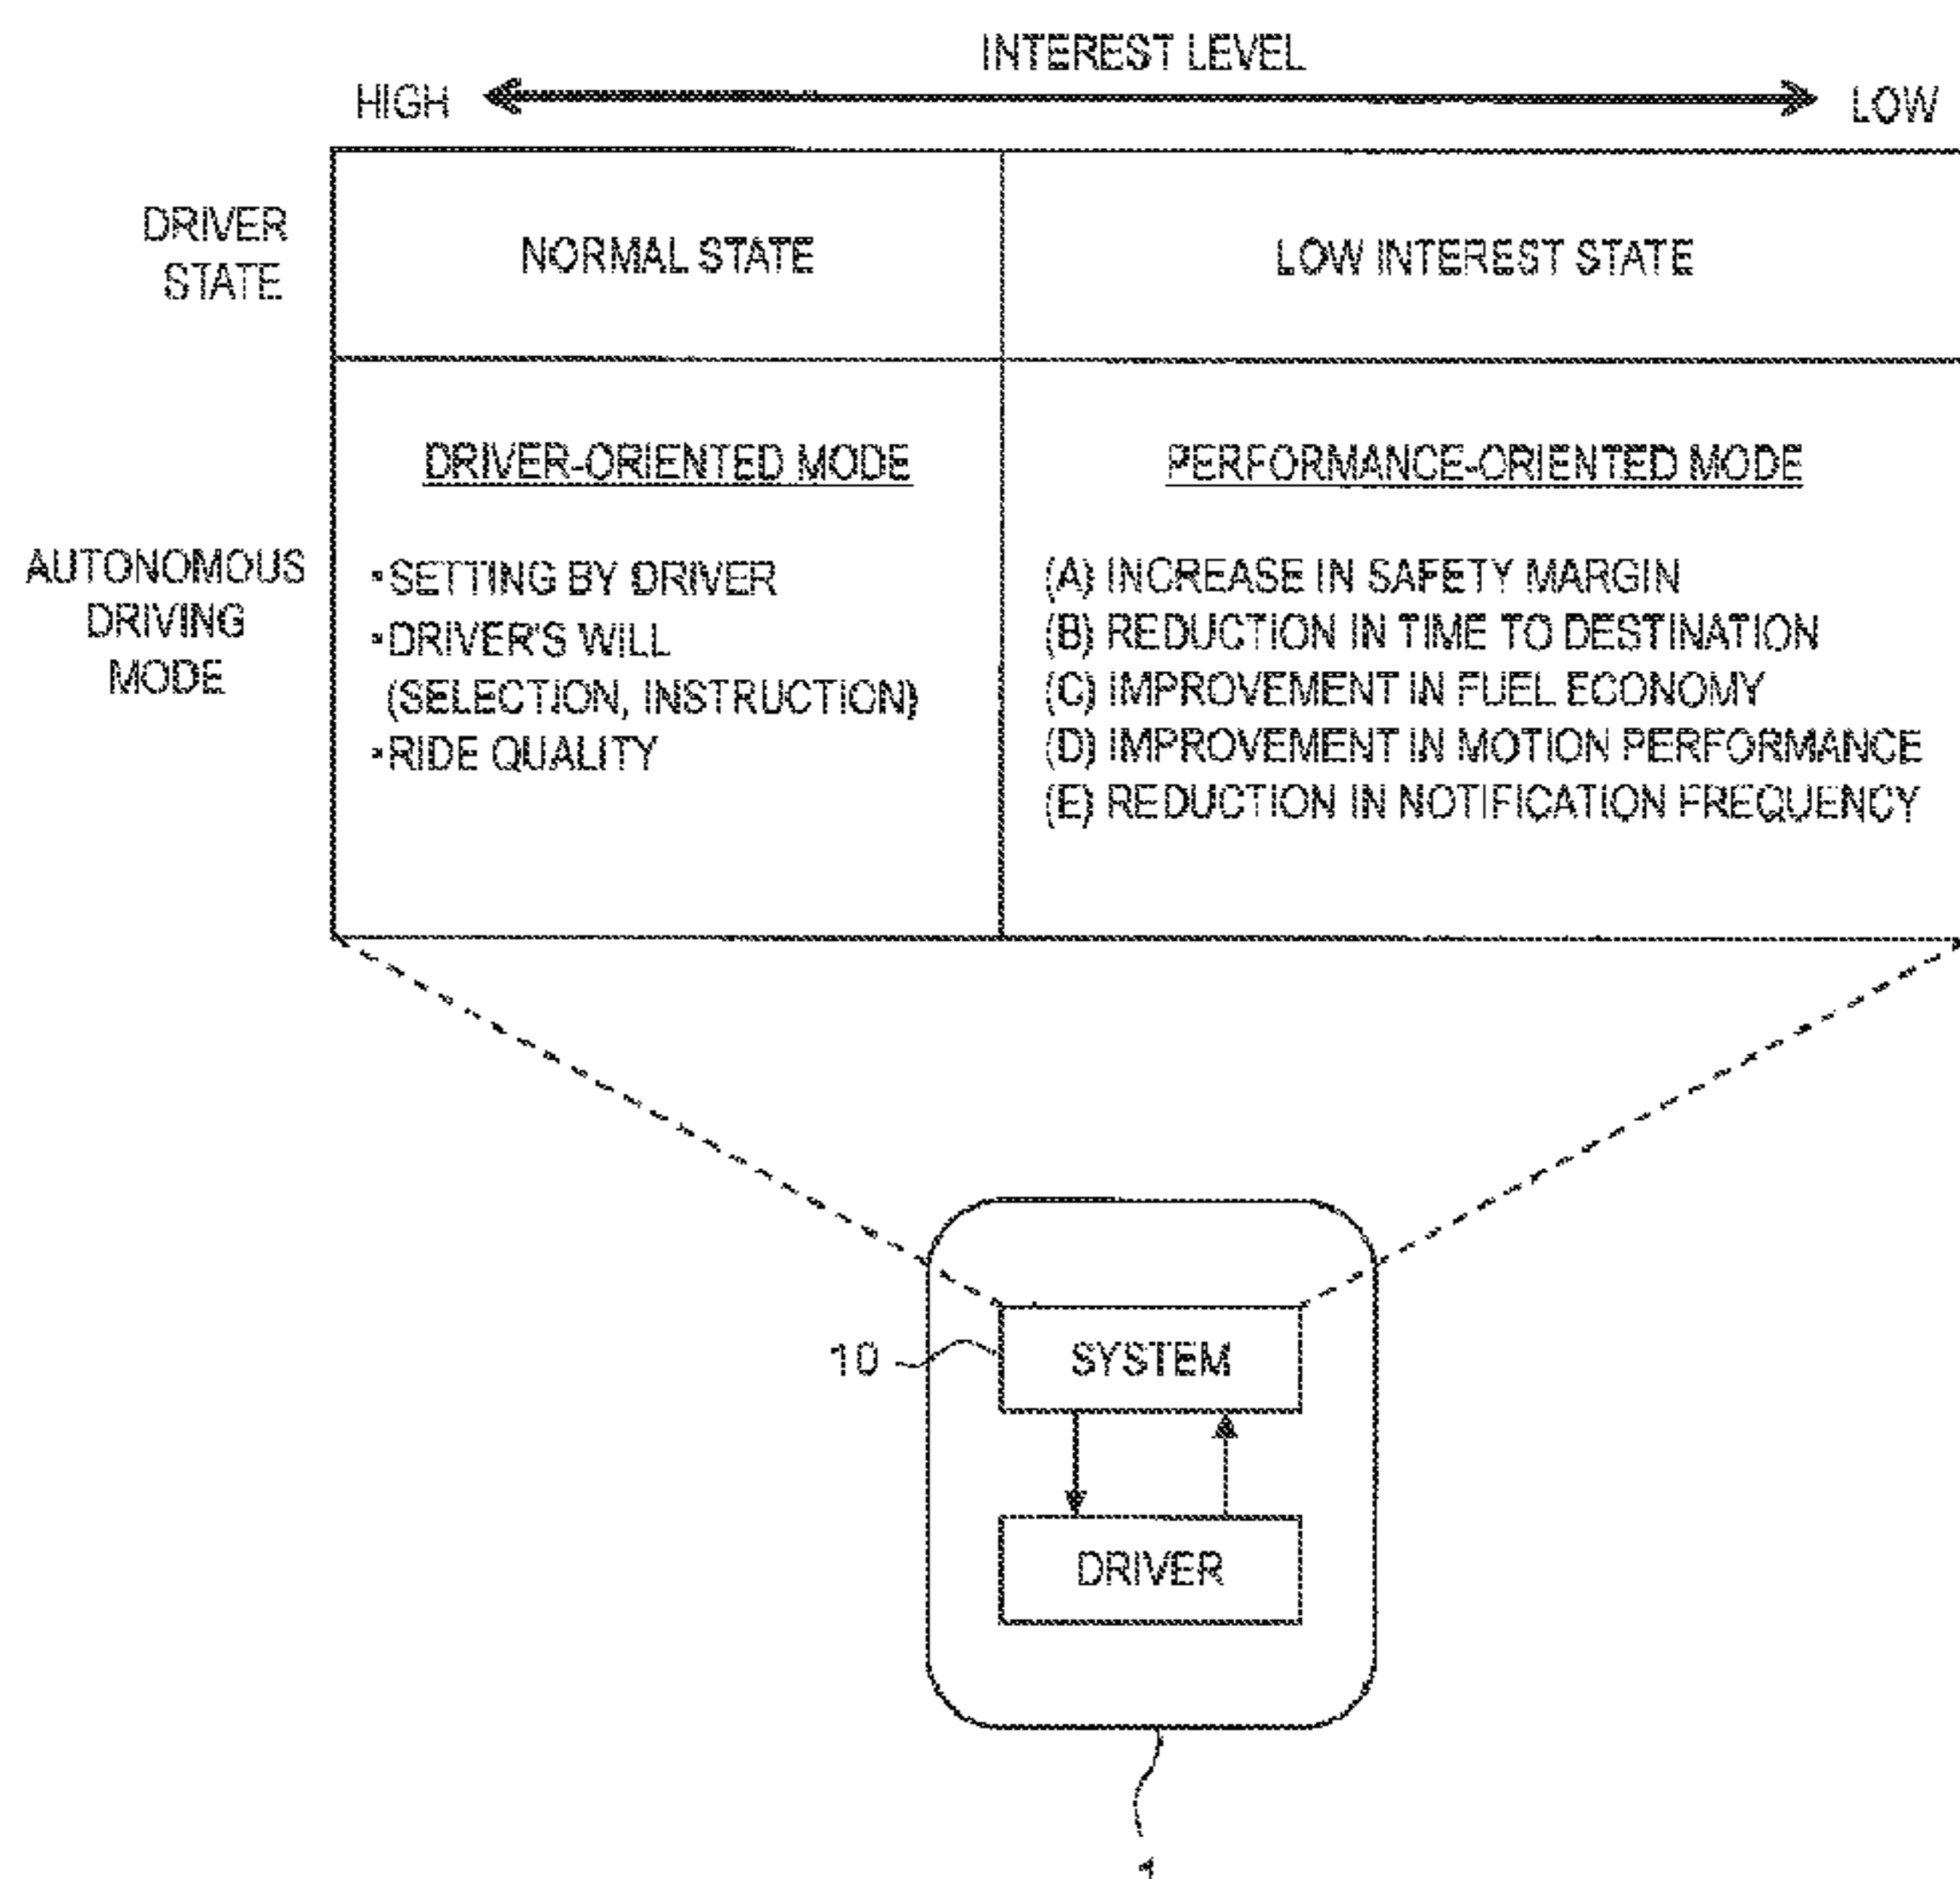 INTEREST LEVEL
HIGH LOW
DRIVER STATE
NORMAL STATE
LOW INTEREST STATE
AUTONOMOUS
DRIVING
MODE
DRIVER-ORIENTED MODE
▪SETTING BY DRIVER
▪DRIVER'S WILL
(SELECTION, INSTRUCTION)
▪RIDE QUALITY
PERFORMANCE-ORIENTED MODE
(A) INCREASE IN SAFETY MARGIN
(B) REDUCTION IN TIME TO DESTINATION
(C) IMPROVEMENT IN FUEL ECONOMY
(D) IMPROVEMENT IN MOTION PERFORMANCE
(E) REDUCTION IN NOTIFICATION FREQUENCY
10
SYSTEM
DRIVER
1